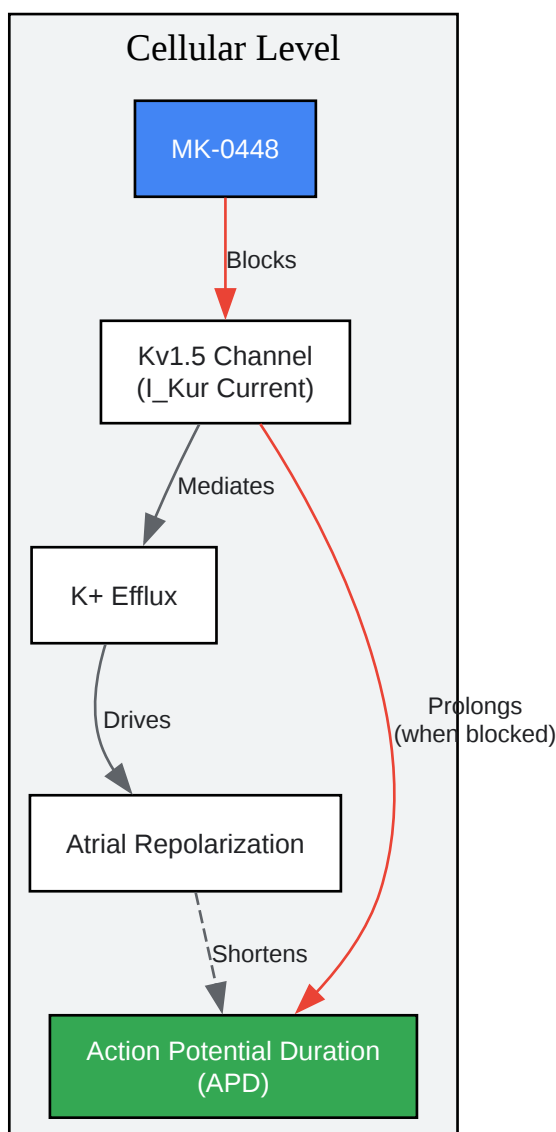 Cellular Level
MK-0448
Blocks
Kv1.5 Channel
(I_Kur Current)
Mediates
K+ Efflux
Prolongs
(when blocked)
Drives
Atrial Repolarization
Shortens
Action Potential Duration
(APD)